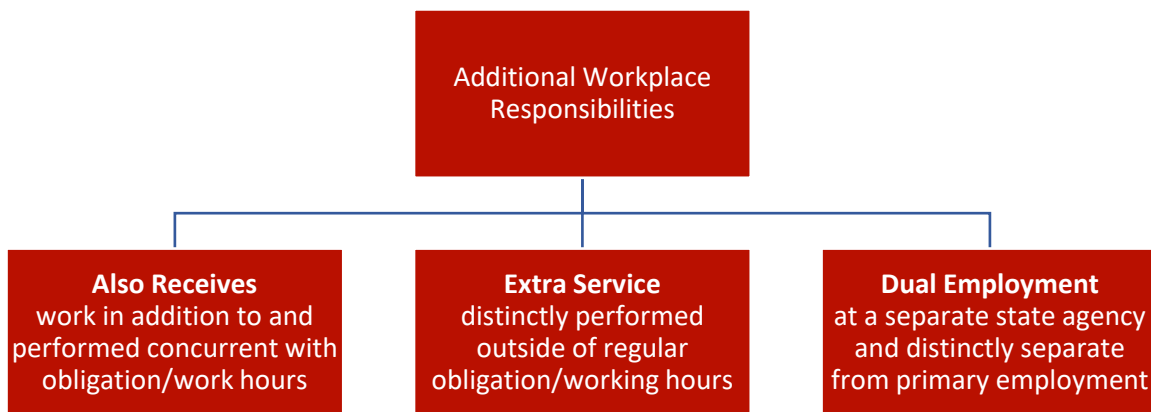 Additional Workplace
Responsibilities
Also Receives
work in addition to and
performed concurrent with
obligation/work hours
Extra Service
distinctly performed
outside of regular
obligation/working hours
Dual Employment
at a separate state agency
and distinctly separate
from primary employment